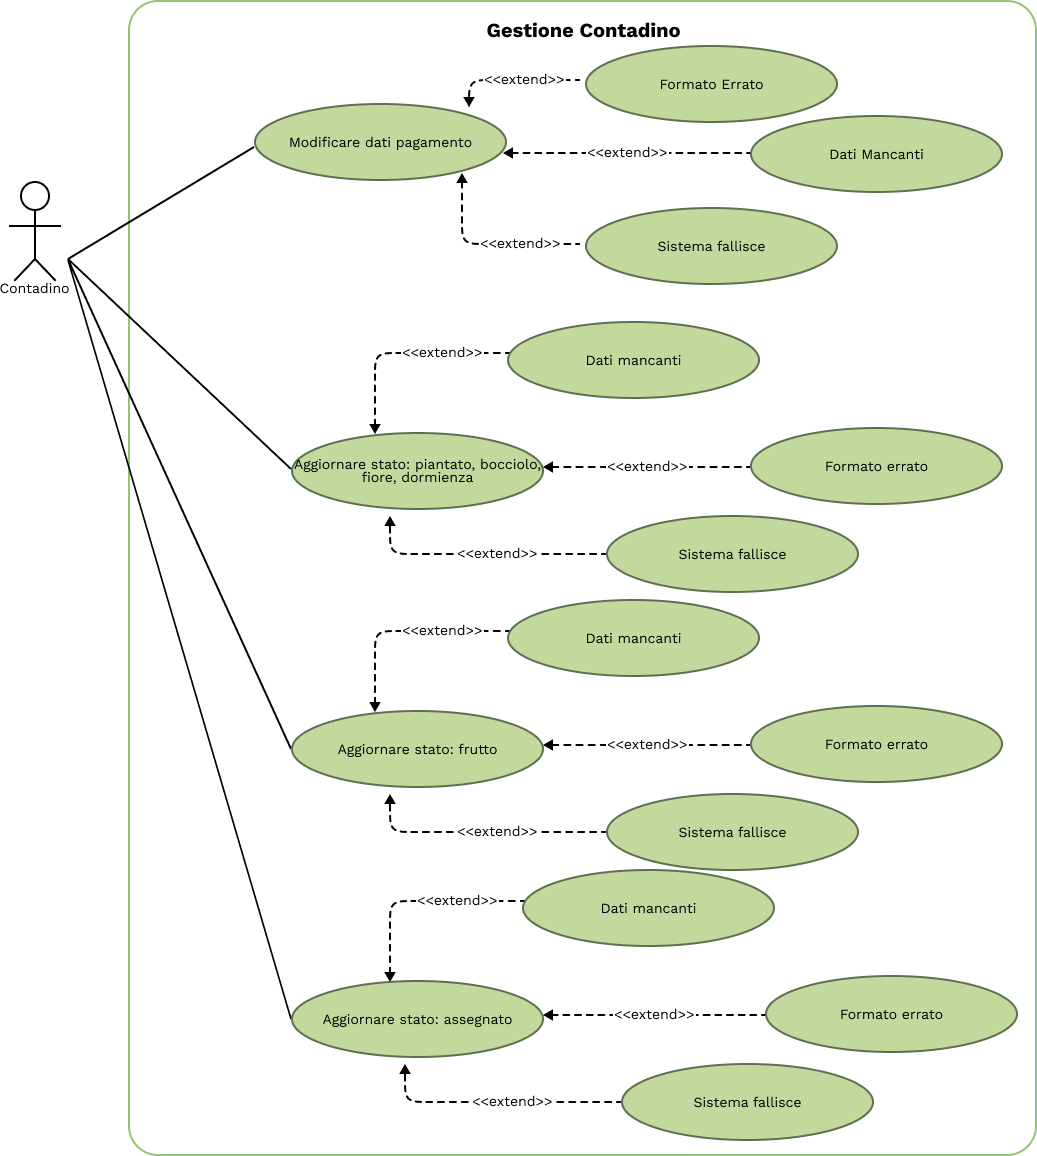 Gestione Contadino
<<extend>>
Formato Errato
Modificare dati pagamento
<<extend>>
Dati Mancanti
<<extend>>
Sistema fallisce
Contadino
<<extend>>
Dati mancanti
Aggiornare stato: piantato, bocciolo,
fiore, dormienza
<<extend>>
Formato errato
<<extend>>
Sistema fallisce
<<extend>>
Dati mancanti
Aggiornare stato: frutto
<<extend>>
Formato errato
<<extend>>
Sistema fallisce
<<extend>>
Dati mancanti
Aggiornare stato: assegnato
<<extend>>
Formato errato
<<extend>>
Sistema fallisce